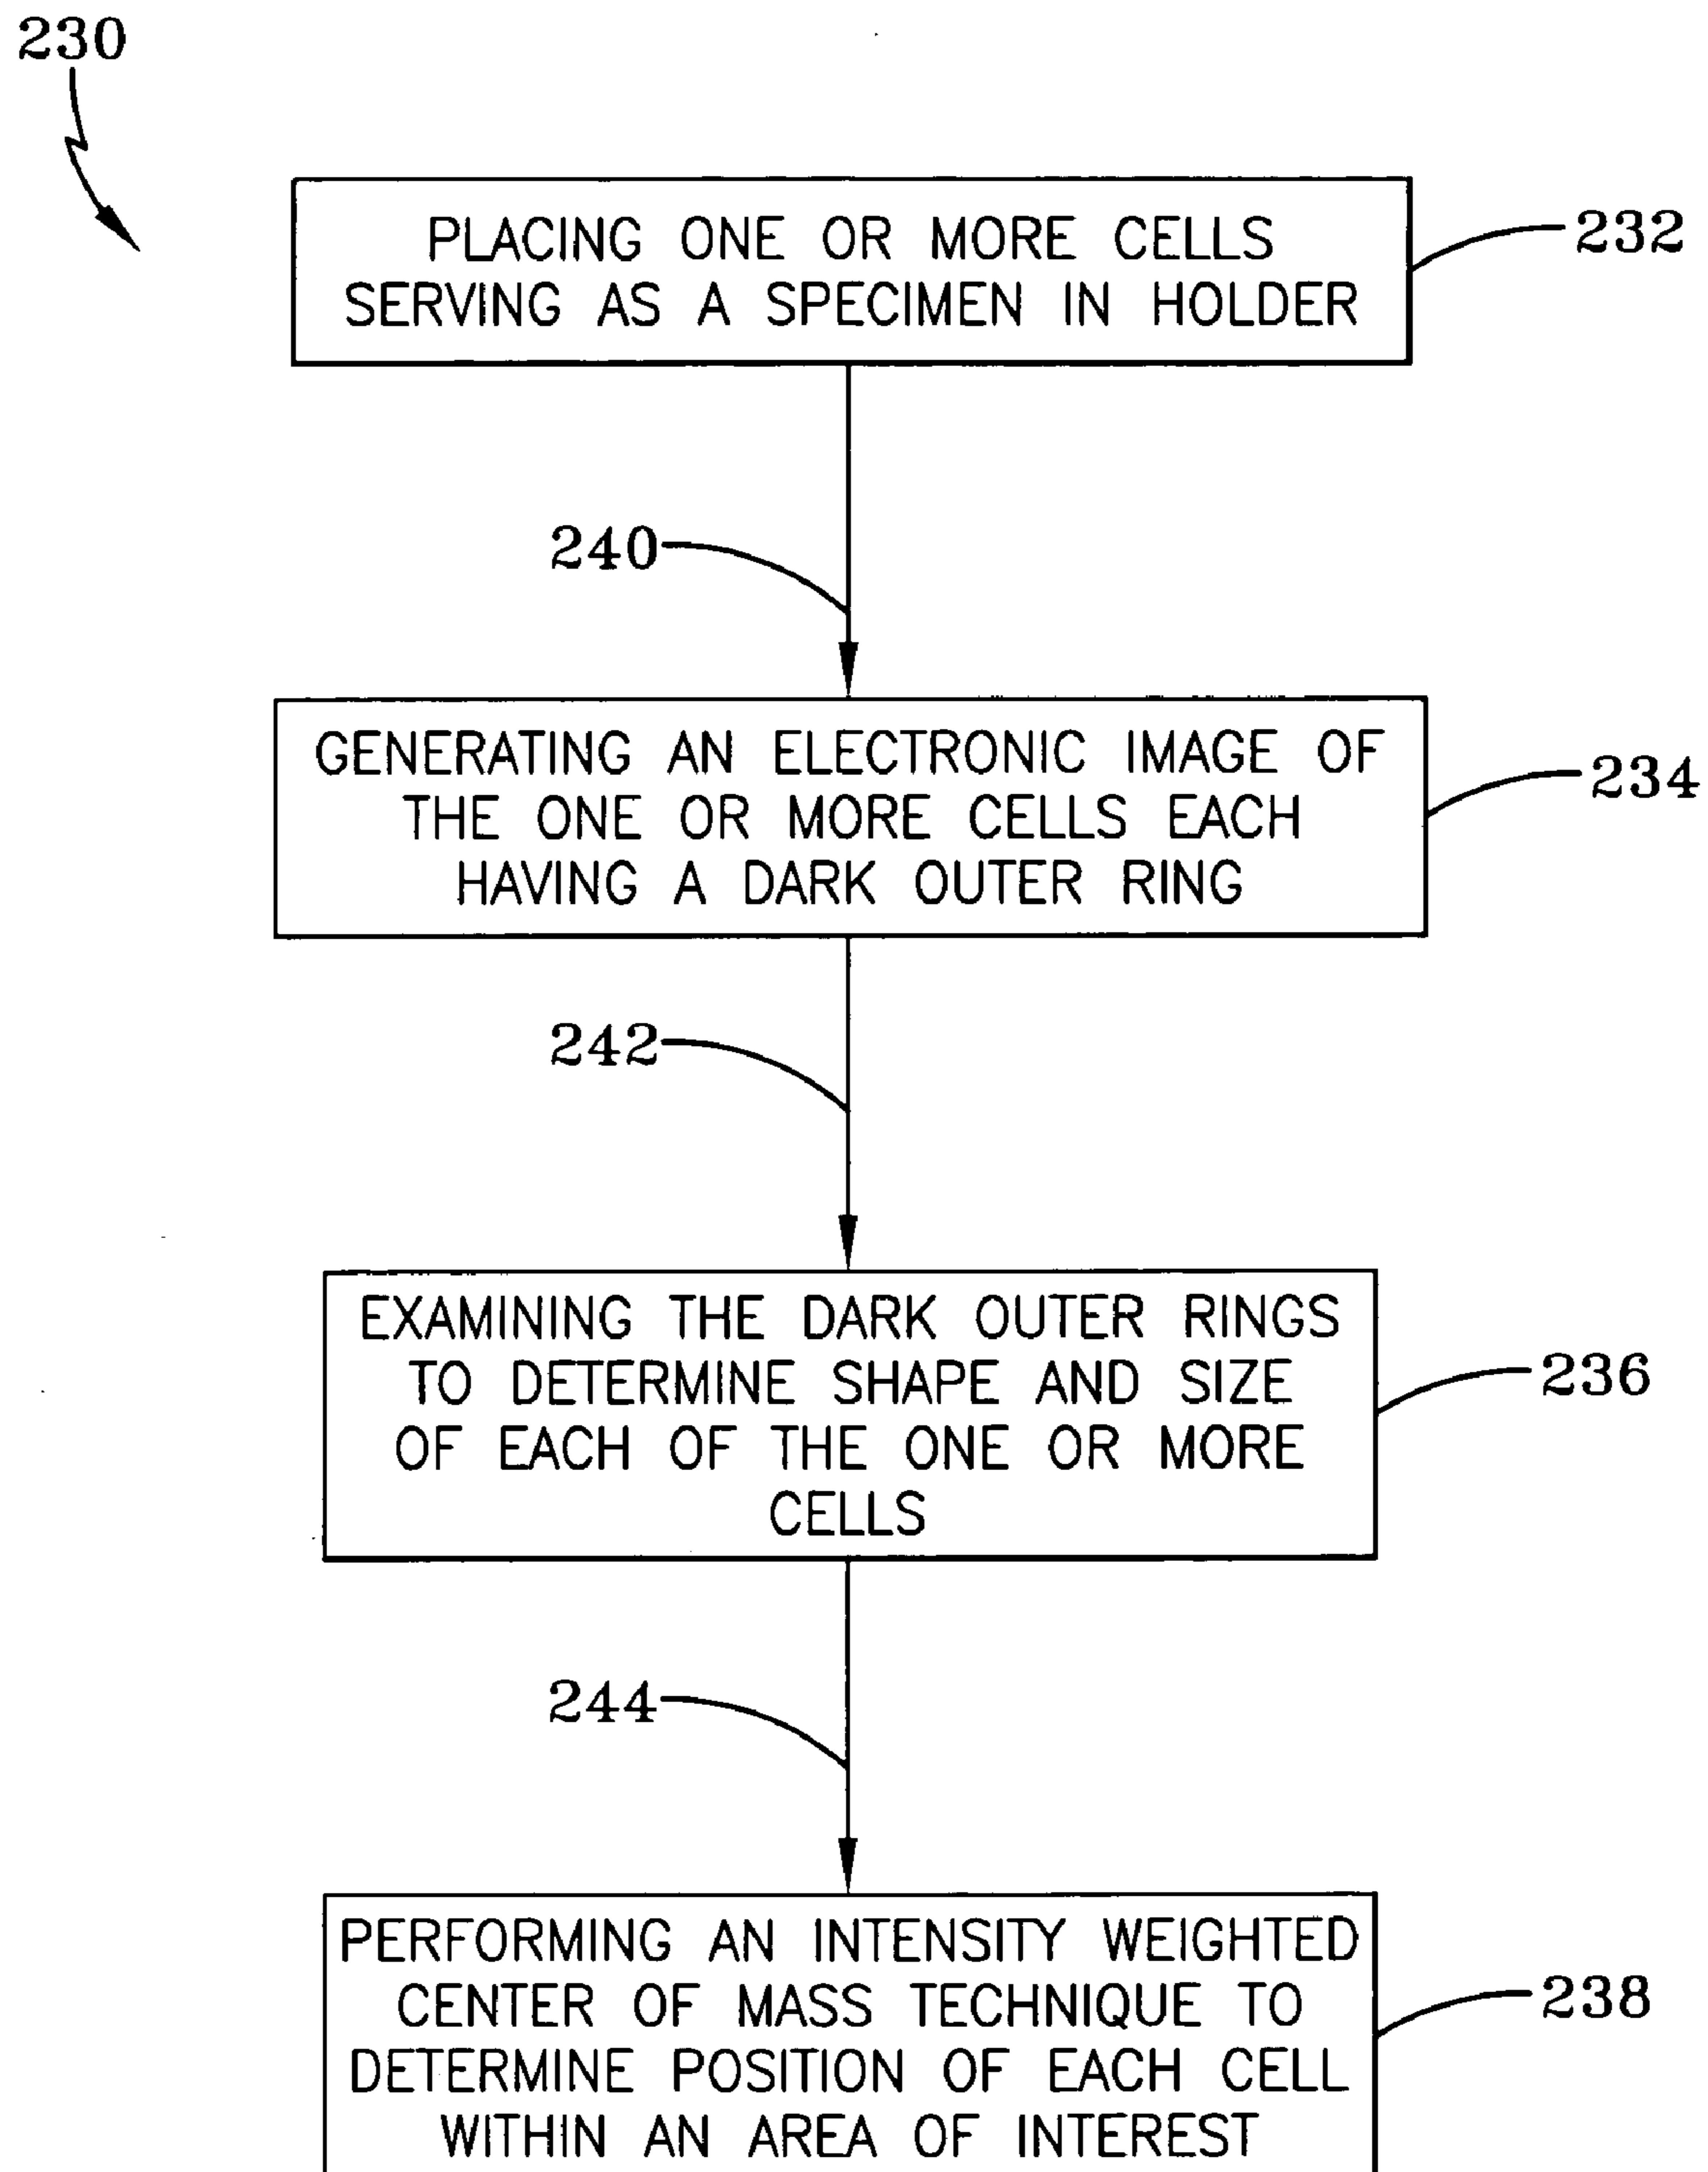 230
PLACING ONE OR MORE CELLS
SERVING AS A SPECIMEN IN HOLDER
232
240
GENERATING AN ELECTRONIC IMAGE OF
THE ONE OR MORE CELLS EACH
HAVING A DARK OUTER RING
234
242
EXAMINING THE DARK OUTER RINGS
TO DETERMINE SHAPE AND SIZE
OF EACH OF THE ONE OR MORE
CELLS
236
244
PERFORMING AN INTENSITY WEIGHTED
CENTER OF MASS TECHNIQUE TO
DETERMINE POSITION OF EACH CELL
WITHIN AN AREA OF INTEREST
238